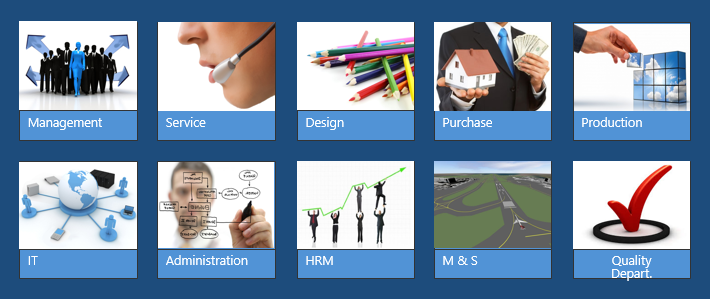 Management
Service
Design
Purchase
Production
IT
Administration
HRM
M & S
Quality
Depart.